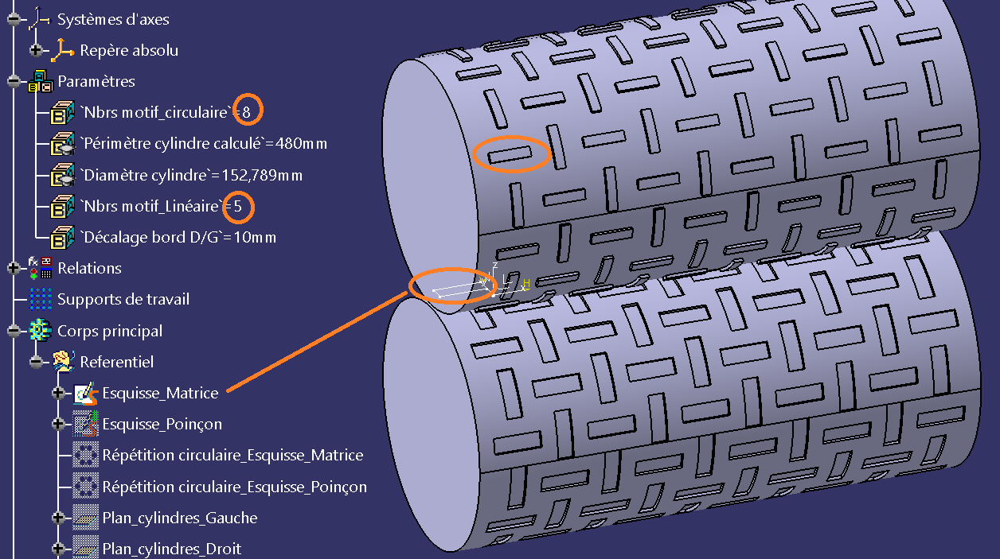 Systèmes d'axes
Repère absolu
Paramètres
`Nbrs motif_circulaire`=8
`Périmètre cylindre calculé`=480mm
`Diamètre cylindre`=152,789mm
`Nbrs motif_Linéaire`=5
`Décalage bord D/G`=10mm
Relations
Supports de travail
Corps principal
Referentiel
Esquisse_Matrice
Esquisse_Poinçon
Répétition circulaire_Esquisse_Matrice
Répétition circulaire_Esquisse_Poinçon
Plan_cylindres_Gauche
Plan_cylindres_Droit
z
H